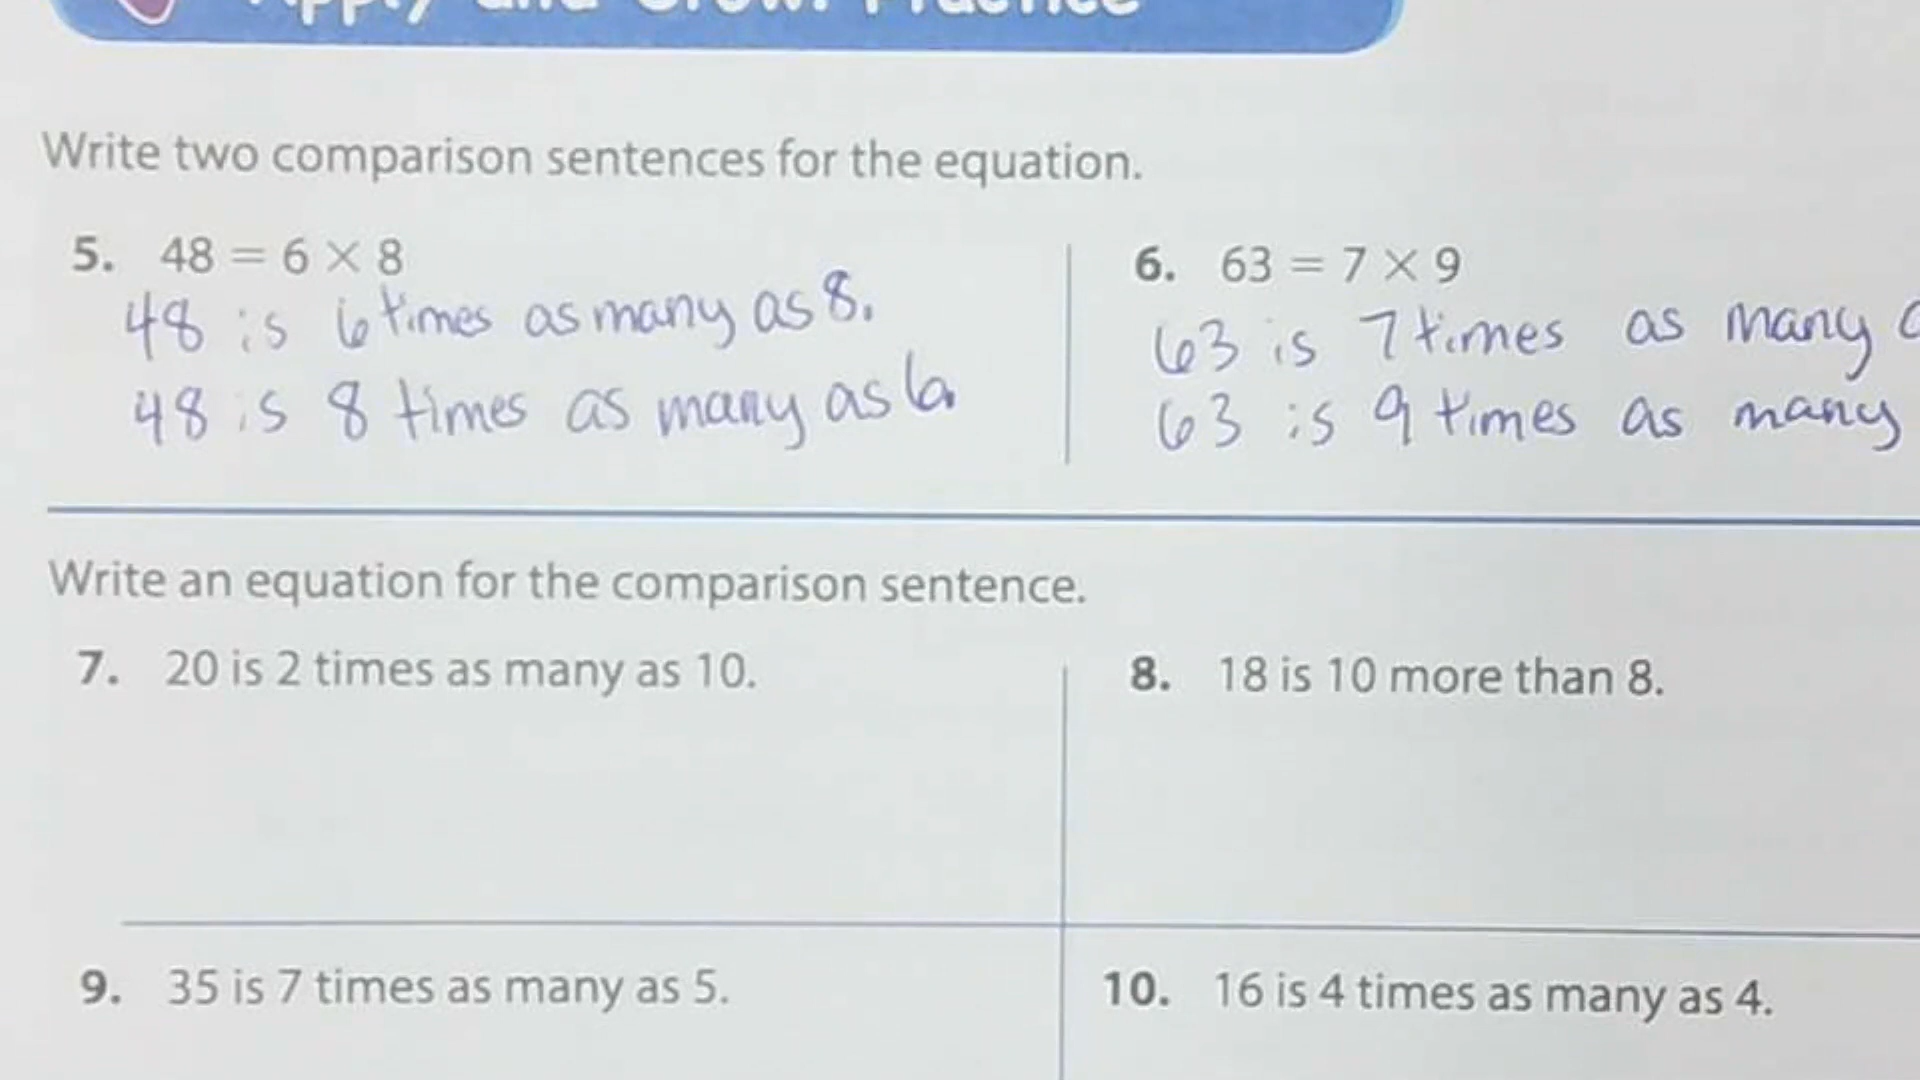 Apply and Grow: Practice
Write two comparison sentences for the equation.
5. 48 = 6 × 8
48 is 6 times as many as 8.
48 is 8 times as many as 6.
6. 63 = 7 × 9
63 is 7 times as many
63 is 9 times as many
Write an equation for the comparison sentence.
7. 20 is 2 times as many as 10.
8. 18 is 10 more than 8.
9. 35 is 7 times as many as 5.
10. 16 is 4 times as many as 4.